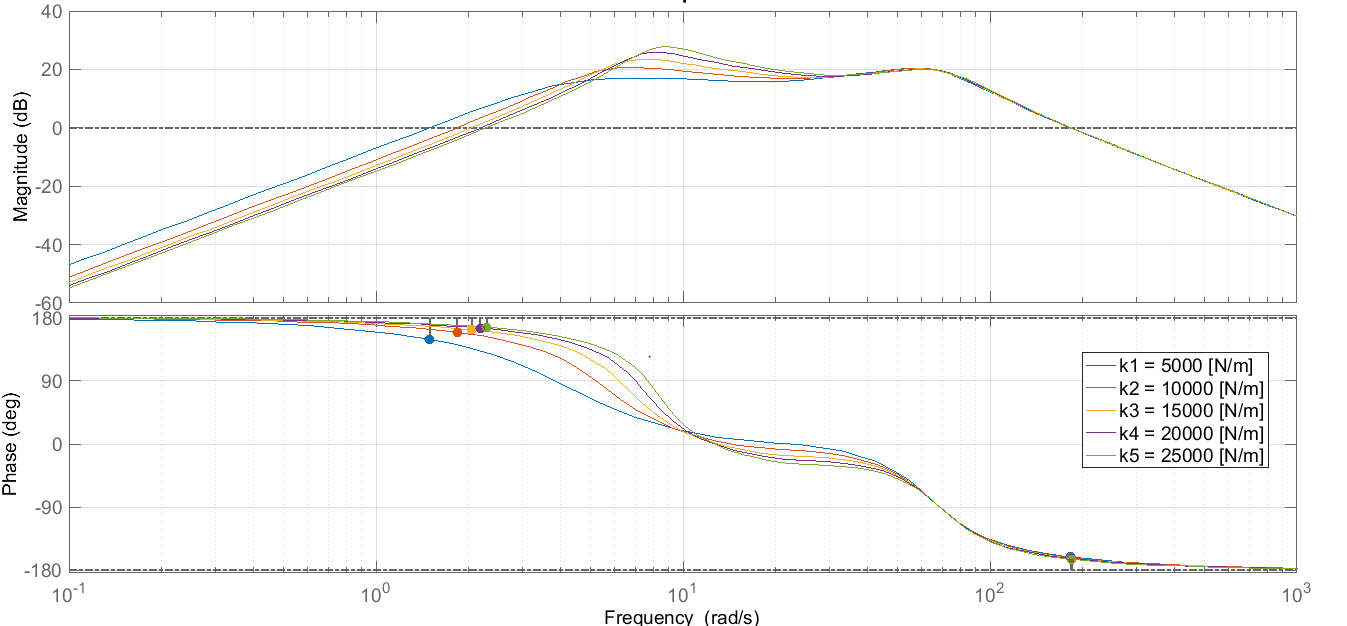 40
20
0
-20
-40
-60
Magnitude (dB)
180
90
0
-90
-180
Phase (deg)
k1 = 5000 [N/m]
k2 = 10000 [N/m]
k3 = 15000 [N/m]
k4 = 20000 [N/m]
k5 = 25000 [N/m]
10^-1 10^0 10^1 10^2 10^3
Frequency (rad/s)